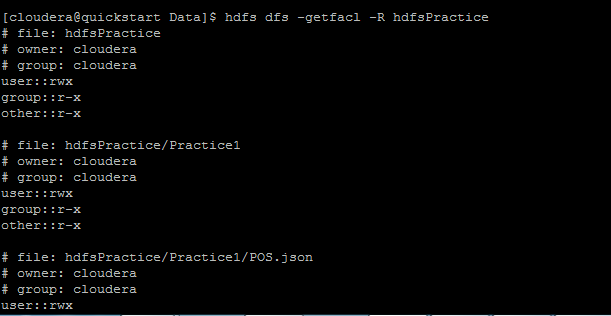 [cloudera@quickstart Data]$ hdfs dfs -getfacl -R hdfsPractice
# file: hdfsPractice
# owner: cloudera
# group: cloudera
user::rwx
group::r-x
other::r-x

# file: hdfsPractice/Practice1
# owner: cloudera
# group: cloudera
user::rwx
group::r-x
other::r-x

# file: hdfsPractice/Practice1/POS.json
# owner: cloudera
# group: cloudera
user::rwx